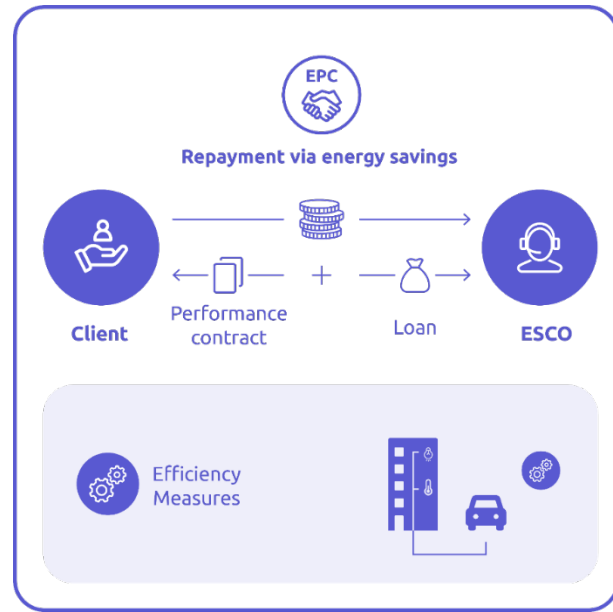 EPC
Repayment via energy savings
Performance
contract
Loan
Client
ESCO
Efficiency
Measures